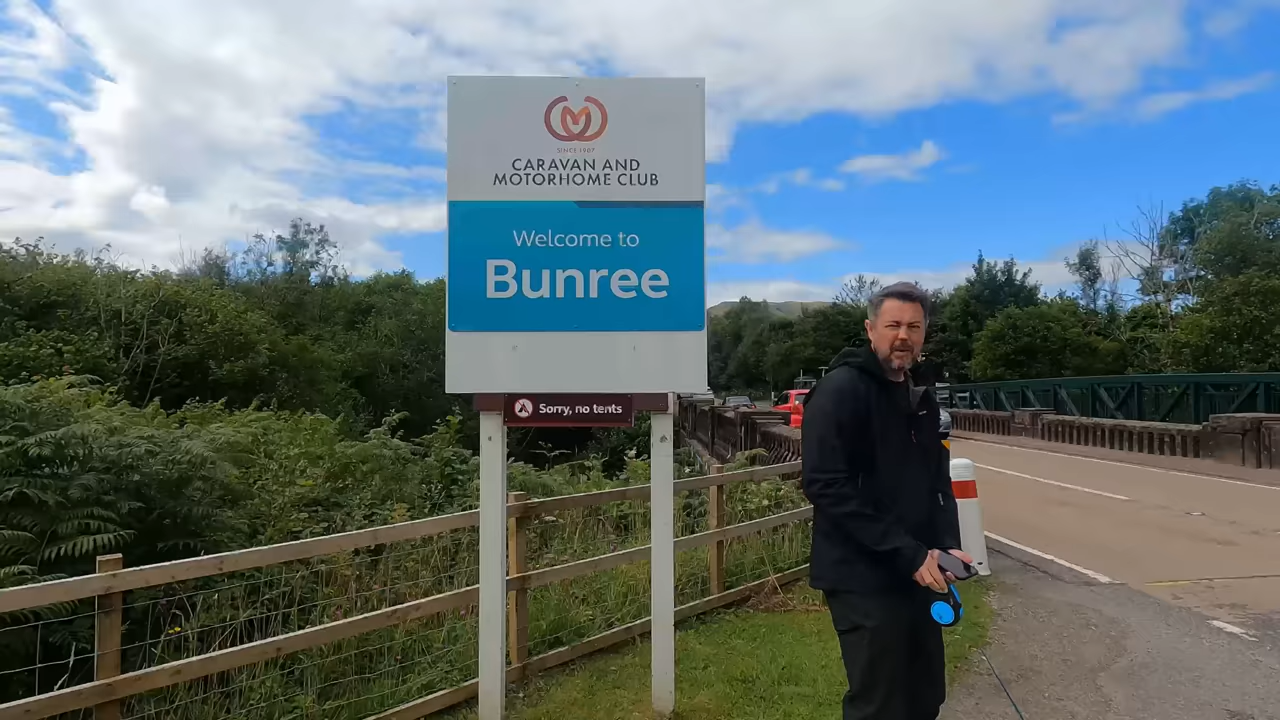 SINCE 1907
CARAVAN AND
MOTORHOME CLUB
Welcome to
Bunree
Sorry, no tents